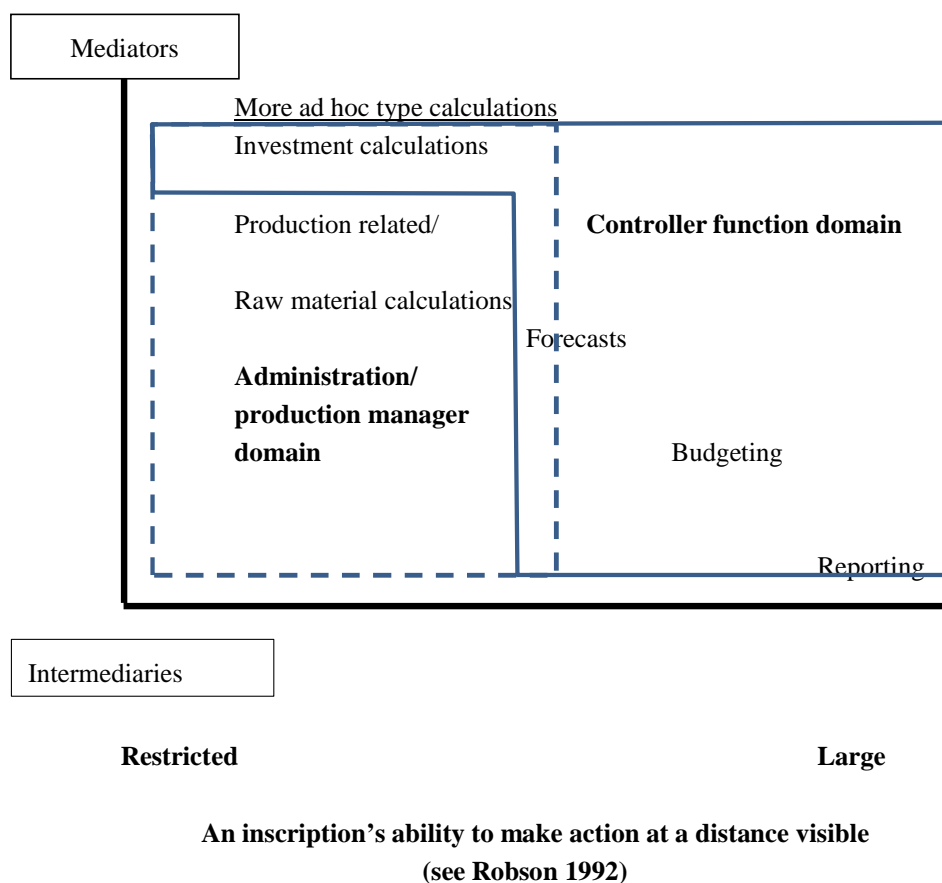 Mediators
More ad hoc type calculations
Investment calculations
Production related/
Controller function domain
Raw material calculations
Forecasts
Administration/
production manager
domain
Budgeting
Reporting
Intermediaries
Restricted
Large
An inscription’s ability to make action at a distance visible
(see Robson 1992)